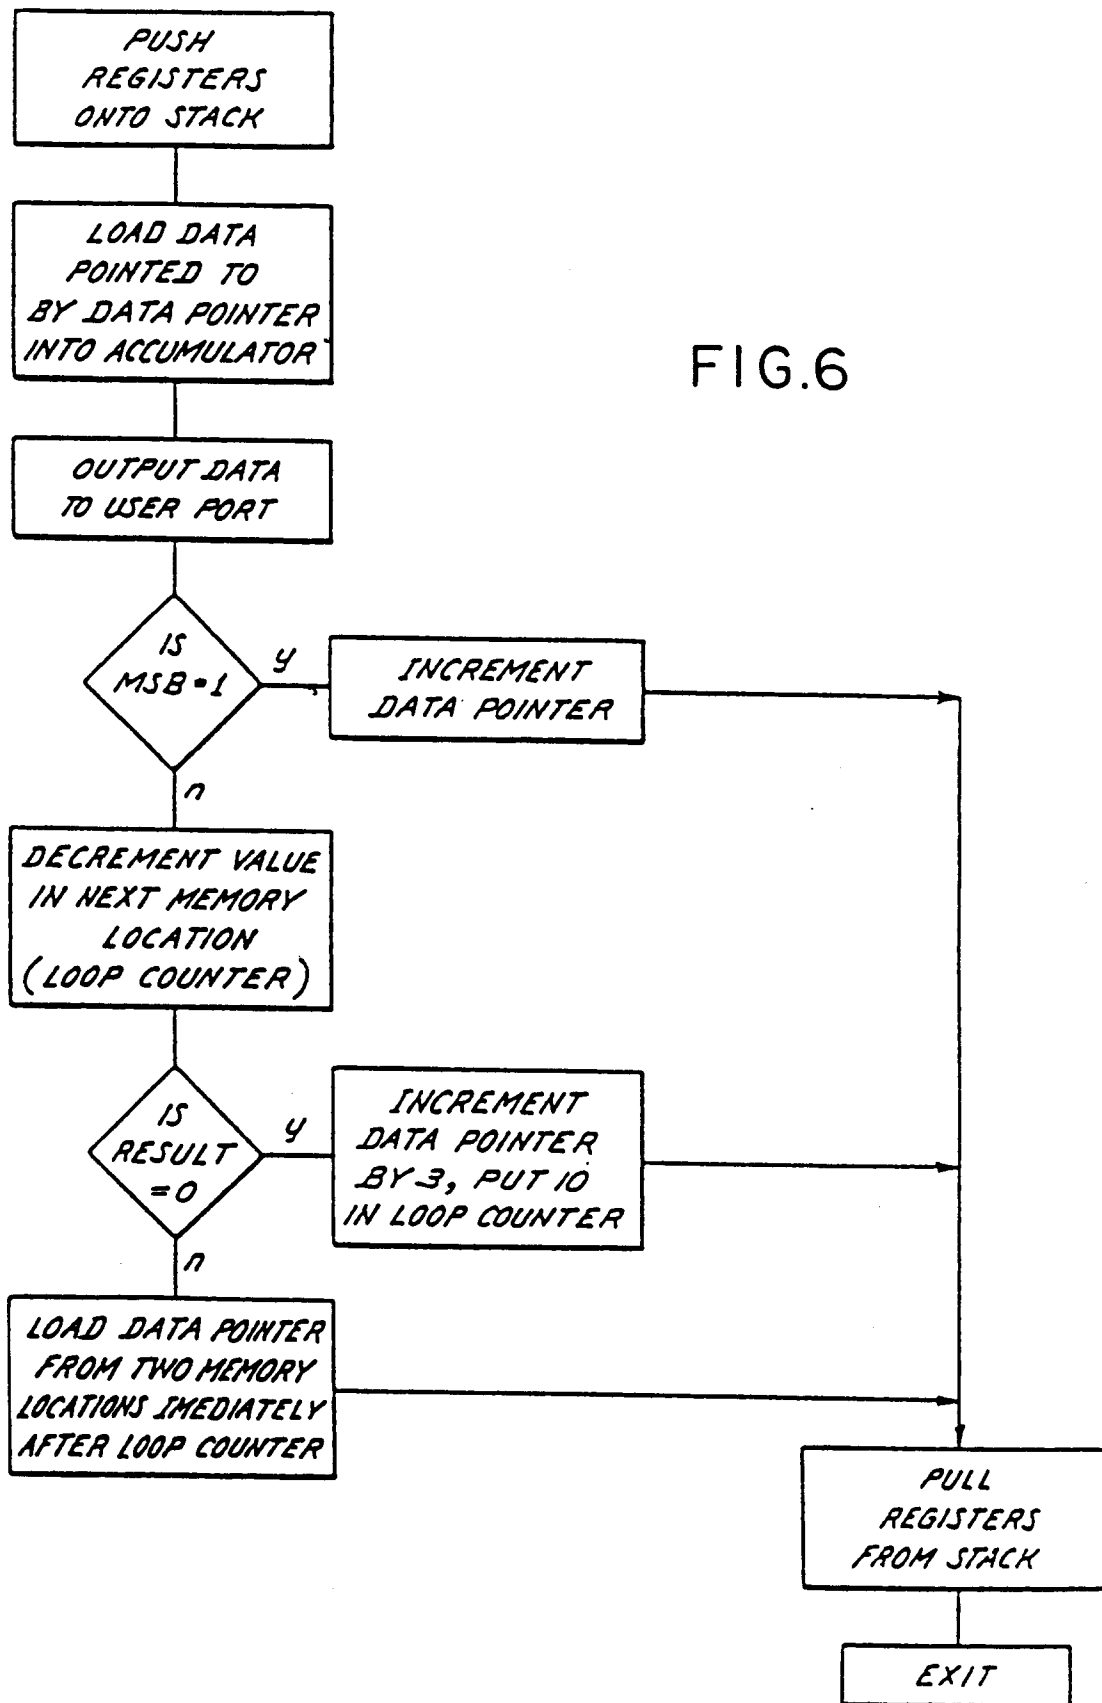 PUSH
REGISTERS
ONTO STACK
LOAD DATA
POINTED TO
BY DATA POINTER
INTO ACCUMULATOR
FIG.6
OUTPUT DATA
TO USER PORT
IS
MSB=1
y
INCREMENT
DATA POINTER
n
DECREMENT VALUE
IN NEXT MEMORY
LOCATION
(LOOP COUNTER)
IS
RESULT
=0
y
INCREMENT
DATA POINTER
BY 3, PUT 10
IN LOOP COUNTER
n
LOAD DATA POINTER
FROM TWO MEMORY
LOCATIONS IMEDIATELY
AFTER LOOP COUNTER
PULL
REGISTERS
FROM STACK
EXIT